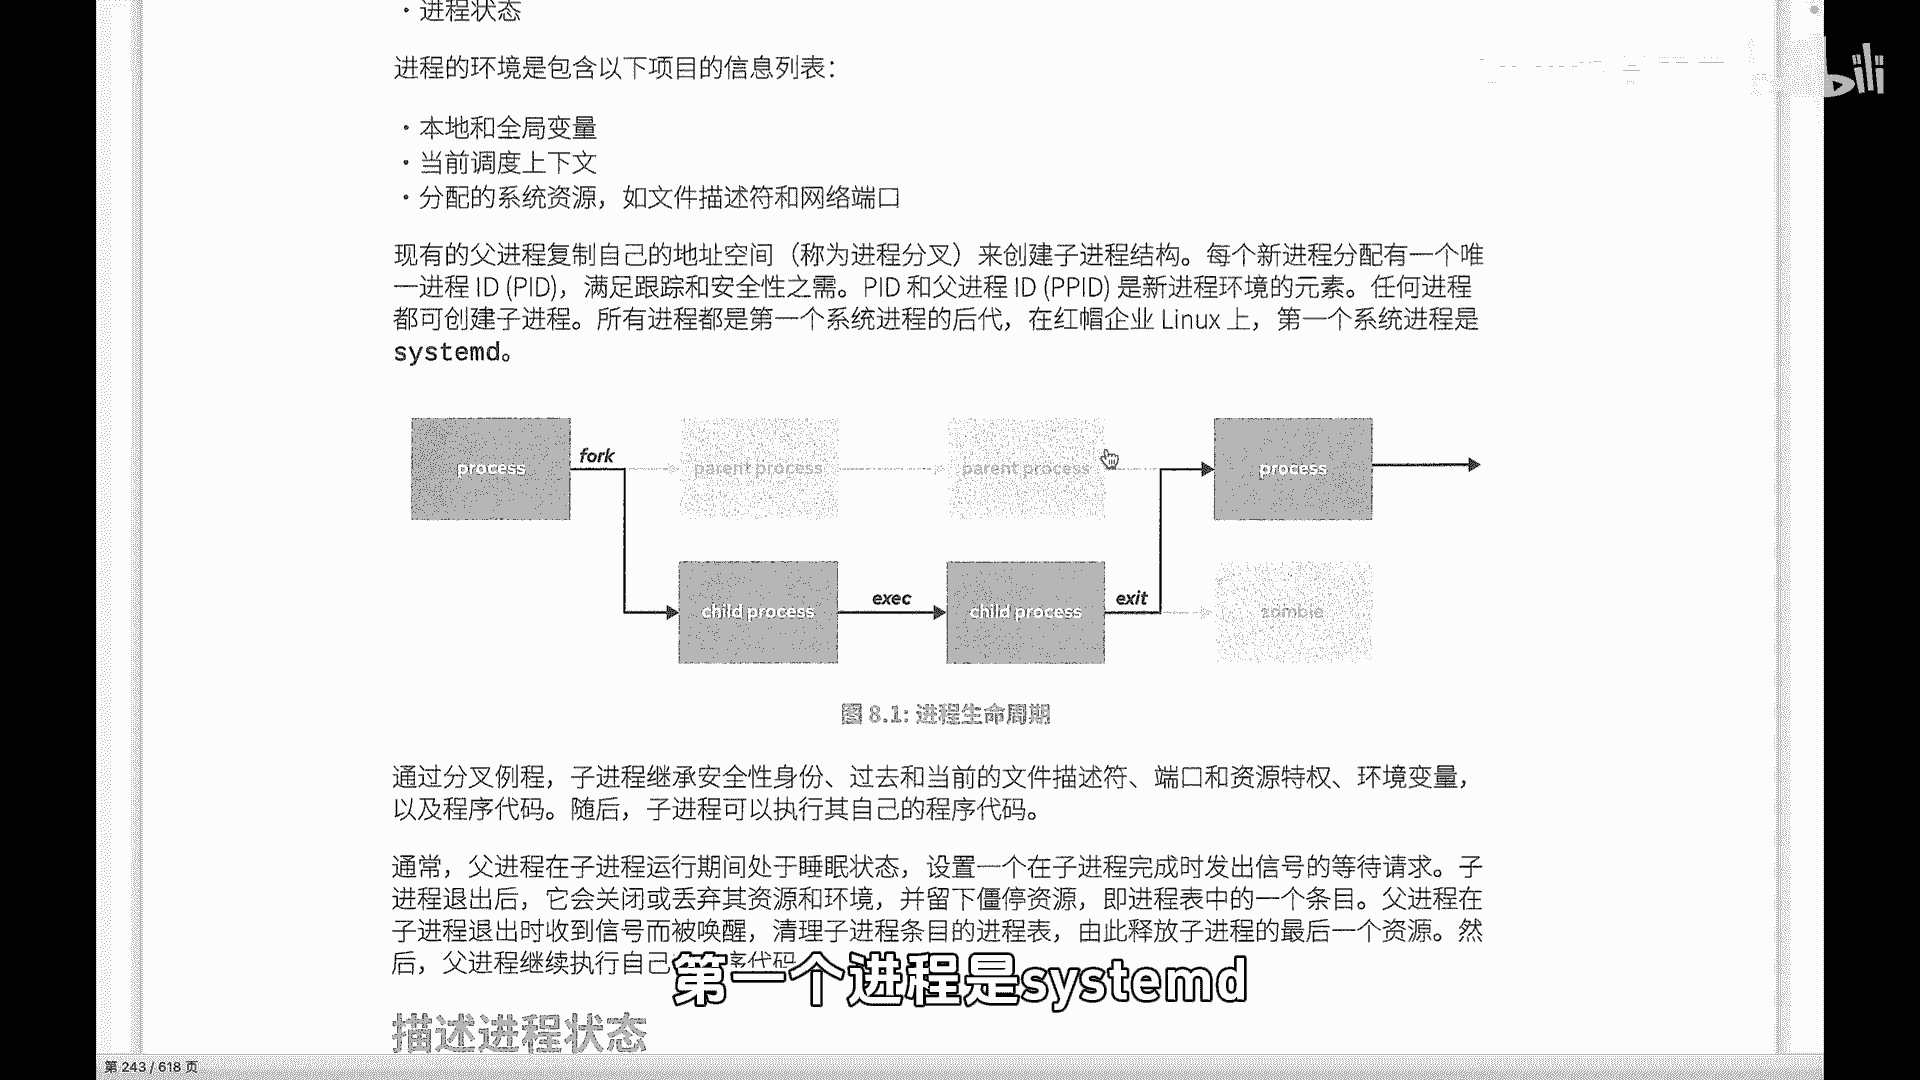 ・进程状态
进程的环境是包含以下项目的信息列表：
・本地和全局变量
・当前调度上下文
・分配的系统资源，如文件描述符和网络端口
现有的父进程复制自己的地址空间（称为进程分叉）来创建子进程结构。每个新进程分配有一个唯
一进程 ID (PID)，满足跟踪和安全性之需。PID 和父进程 ID (PPID) 是新进程环境的元素。任何进程
都可创建子进程。所有进程都是第一个系统进程的后代，在红帽企业 Linux 上，第一个系统进程是
systemd。
process
fork
parent process
parent process
process
child process
exec
child process
exit
zombie
图 8.1: 进程生命周期
通过分叉例程，子进程继承安全性身份、过去和当前的文件描述符、端口和资源特权、环境变量，
以及程序代码。随后，子进程可以执行其自己的程序代码。
通常，父进程在子进程运行期间处于睡眠状态，设置一个在子进程完成时发出信号的等待请求。子
进程退出后，它会关闭或丢弃其资源和环境，并留下僵停资源，即进程表中的一个条目。父进程在
子进程退出时收到信号而被唤醒，清理子进程条目的进程表，由此释放子进程的最后一个资源。然
后，父进程继续执行自己 序代码
第一个进程是systemd
描述进程状态
第 243 / 618 页
bili